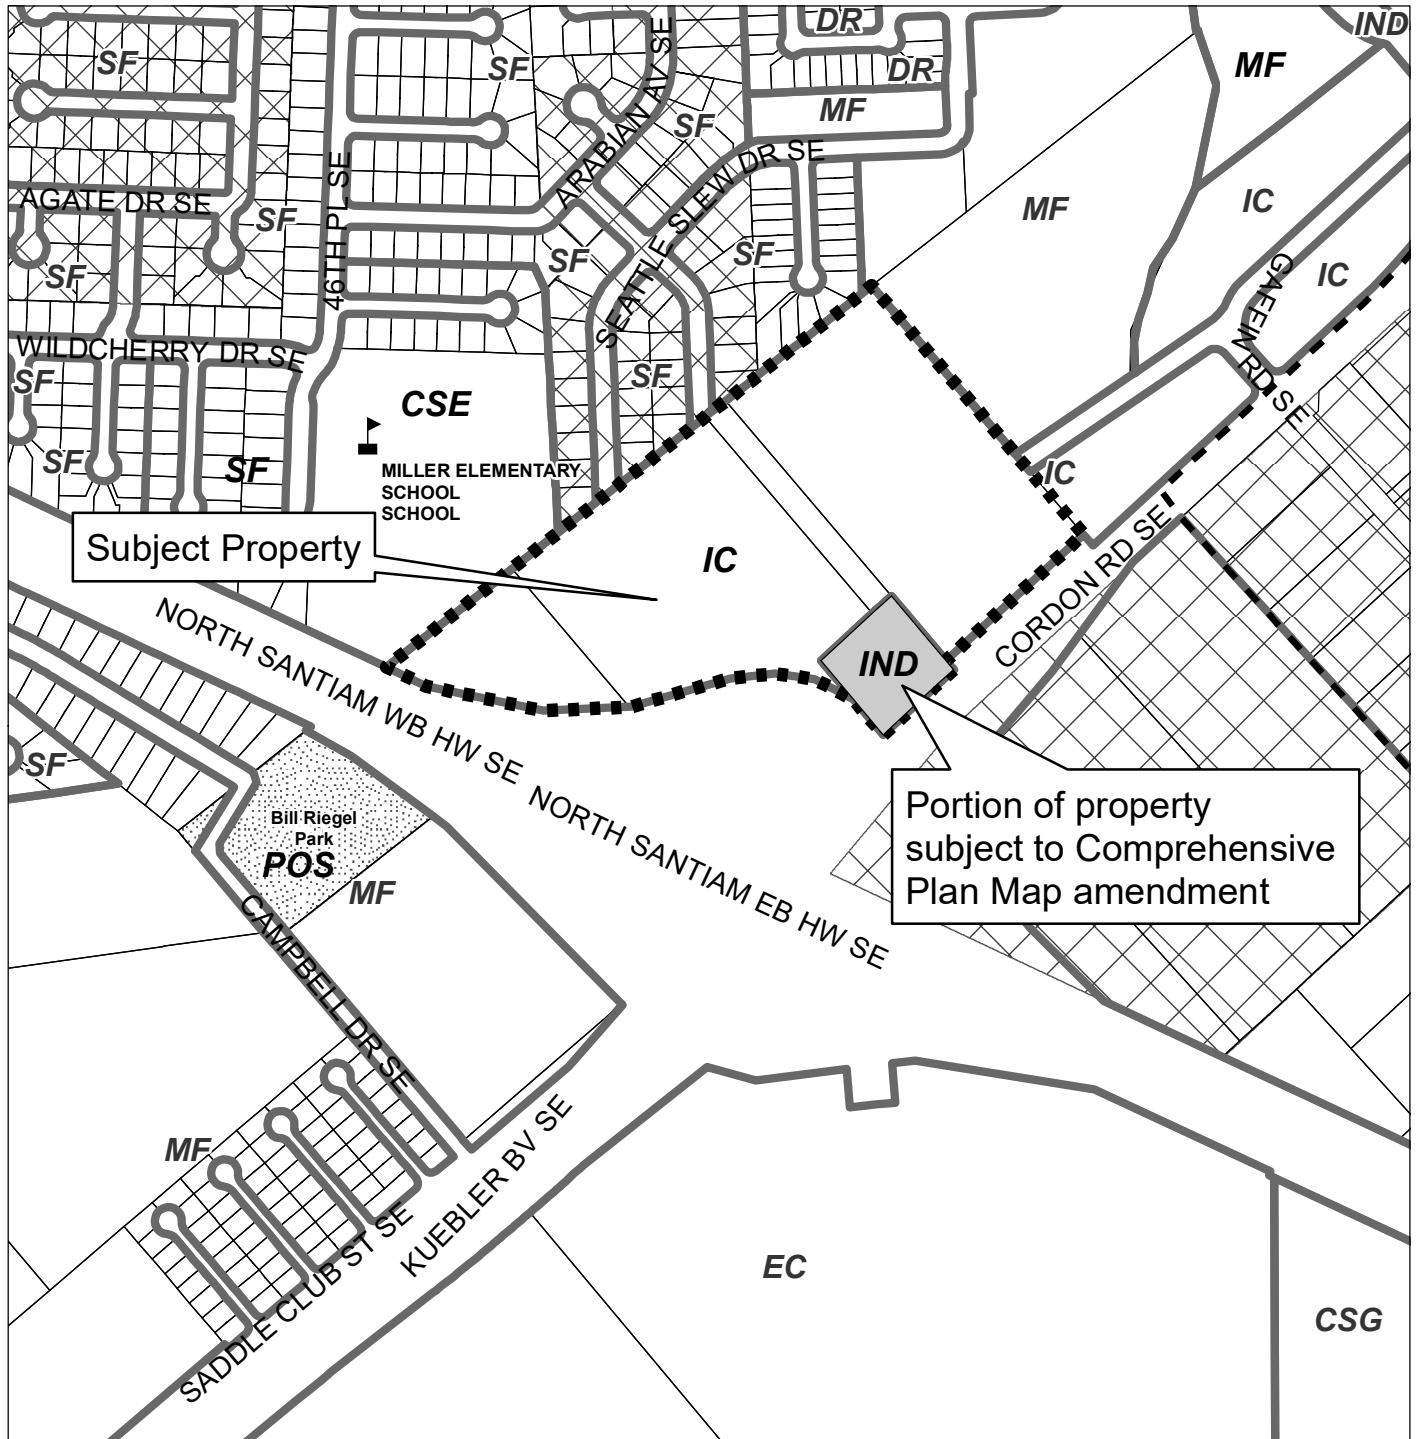 DR
IND
SF
SF
DR
MF
MF
ARABIAN AV SE
SF
SEATTLE SLEW DR SE
46TH PL SE
AGATE DR SE
SF
MF
IC
SF
SF
SF
IC
GAFFIN RD SE
WILDCHERRY DR SE
SF
SF
CSE
SF
SF
MILLER ELEMENTARY
SCHOOL
SCHOOL
IC
Subject Property
IC
CORDON RD SE
NORTH SANTIAM WB HW SE
IND
SF
NORTH SANTIAM EB HW SE
Portion of property
subject to Comprehensive
Plan Map amendment
Bill Riegel
Park
POS
MF
CAMPBELL DR SE
MF
KUEBLER BV SE
SADDLE CLUB ST SE
EC
CSG